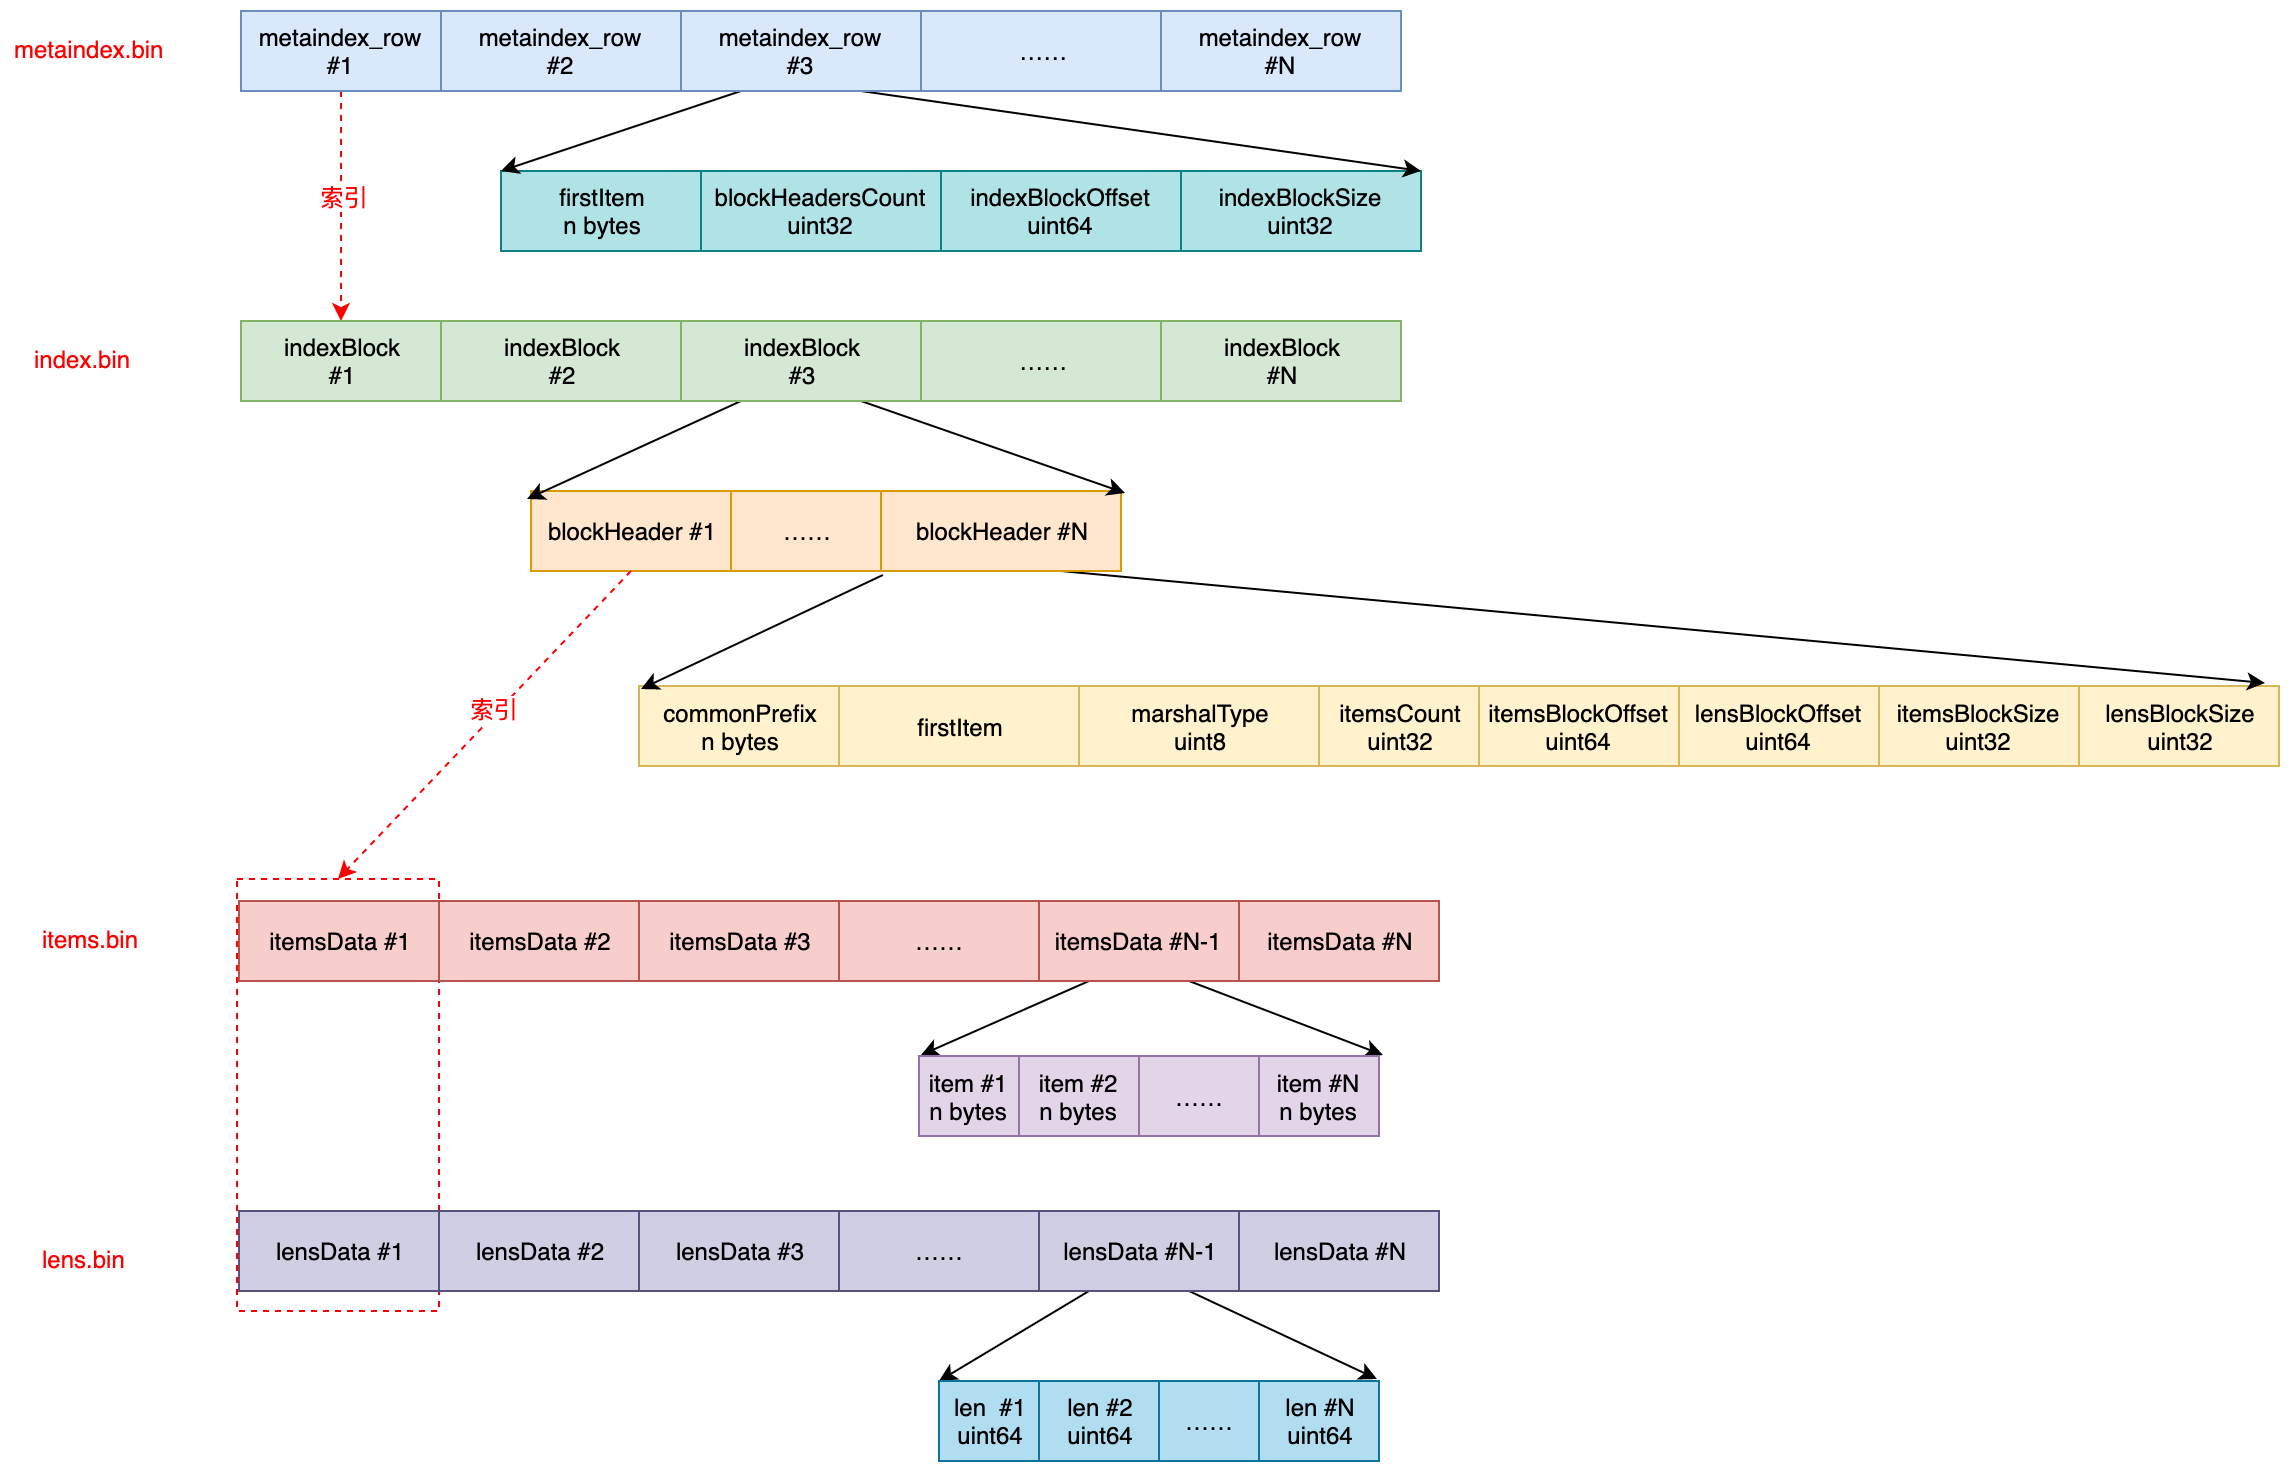 metaindex.bin
metaindex_row
#1
metaindex_row
#2
metaindex_row
#3
......
metaindex_row
#N
索引
firstItem
n bytes
blockHeadersCount
uint32
indexBlockOffset
uint64
indexBlockSize
uint32
index.bin
indexBlock
#1
indexBlock
#2
indexBlock
#3
......
indexBlock
#N
blockHeader #1
......
blockHeader #N
索引
commonPrefix
n bytes
firstItem
marshalType
uint8
itemsCount
uint32
itemsBlockOffset
uint64
lensBlockOffset
uint64
itemsBlockSize
uint32
lensBlockSize
uint32
items.bin
itemsData #1
itemsData #2
itemsData #3
......
itemsData #N-1
itemsData #N
item #1
n bytes
item #2
n bytes
......
item #N
n bytes
lens.bin
lensData #1
lensData #2
lensData #3
......
lensData #N-1
lensData #N
len  #1
uint64
len #2
uint64
......
len #N
uint64